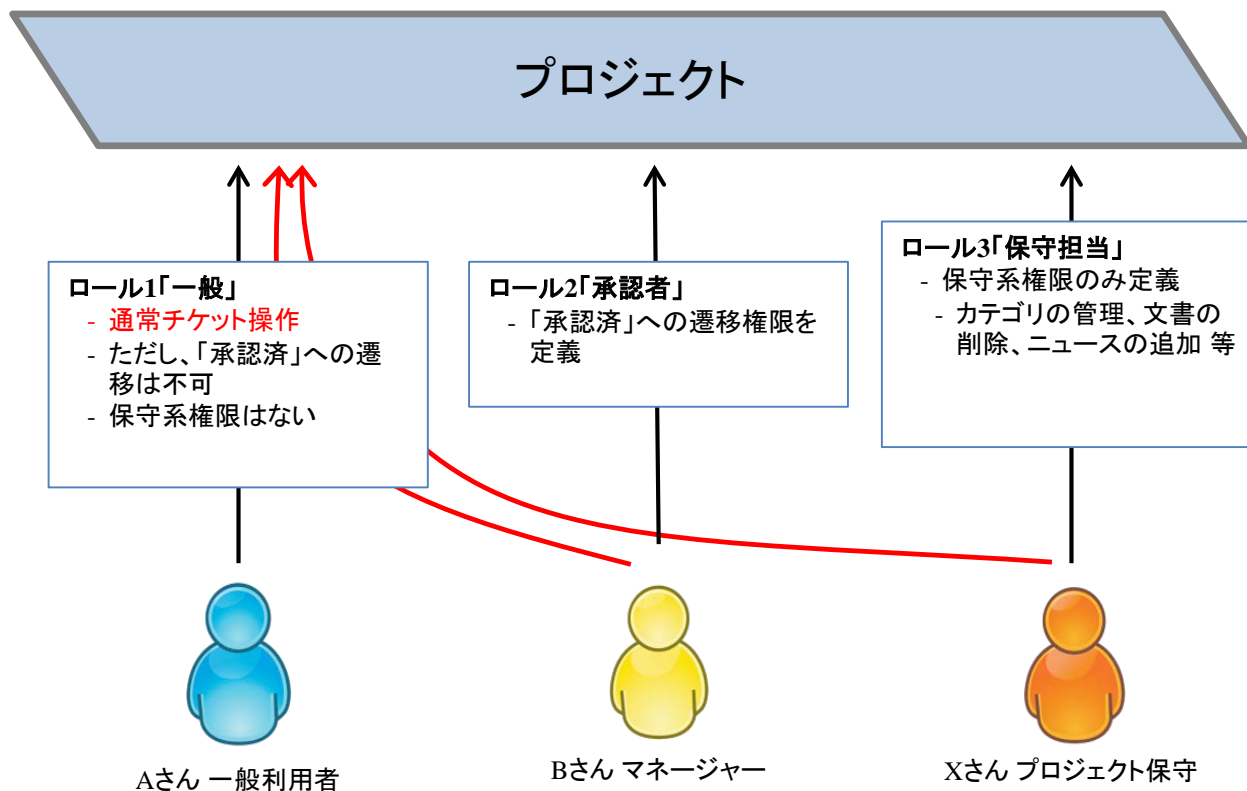 プロジェクト
ロール1「一般」
- 通常チケット操作
- ただし、「承認済」への遷
移は不可
- 保守系権限はない
ロール2「承認者」
- 「承認済」への遷移権限を
定義
ロール3「保守担当」
- 保守系権限のみ定義
- カテゴリの管理、文書の
削除、ニュースの追加 等
Aさん 一般利用者
Bさん マネージャー
Xさん プロジェクト保守